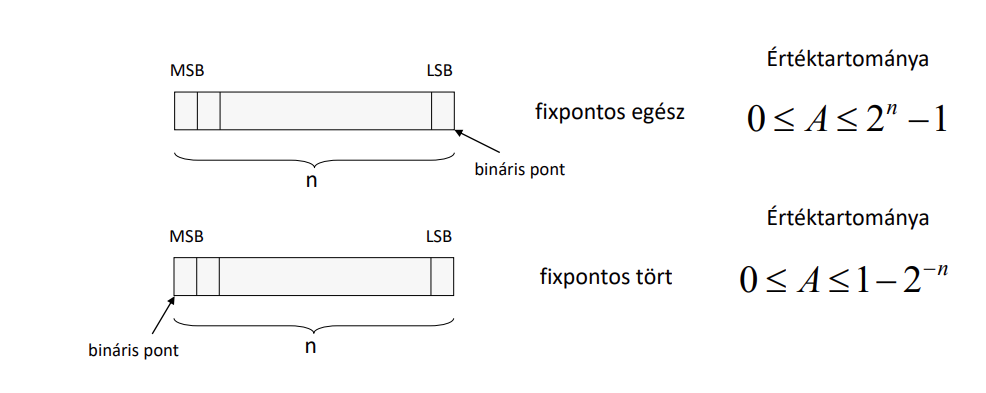 Értéktartománya
MSB LSB
fixpontos egész 0 ≤ A ≤ 2ⁿ − 1
bináris pont
n
Értéktartománya
MSB LSB
fixpontos tört 0 ≤ A ≤ 1 − 2⁻ⁿ
bináris pont n